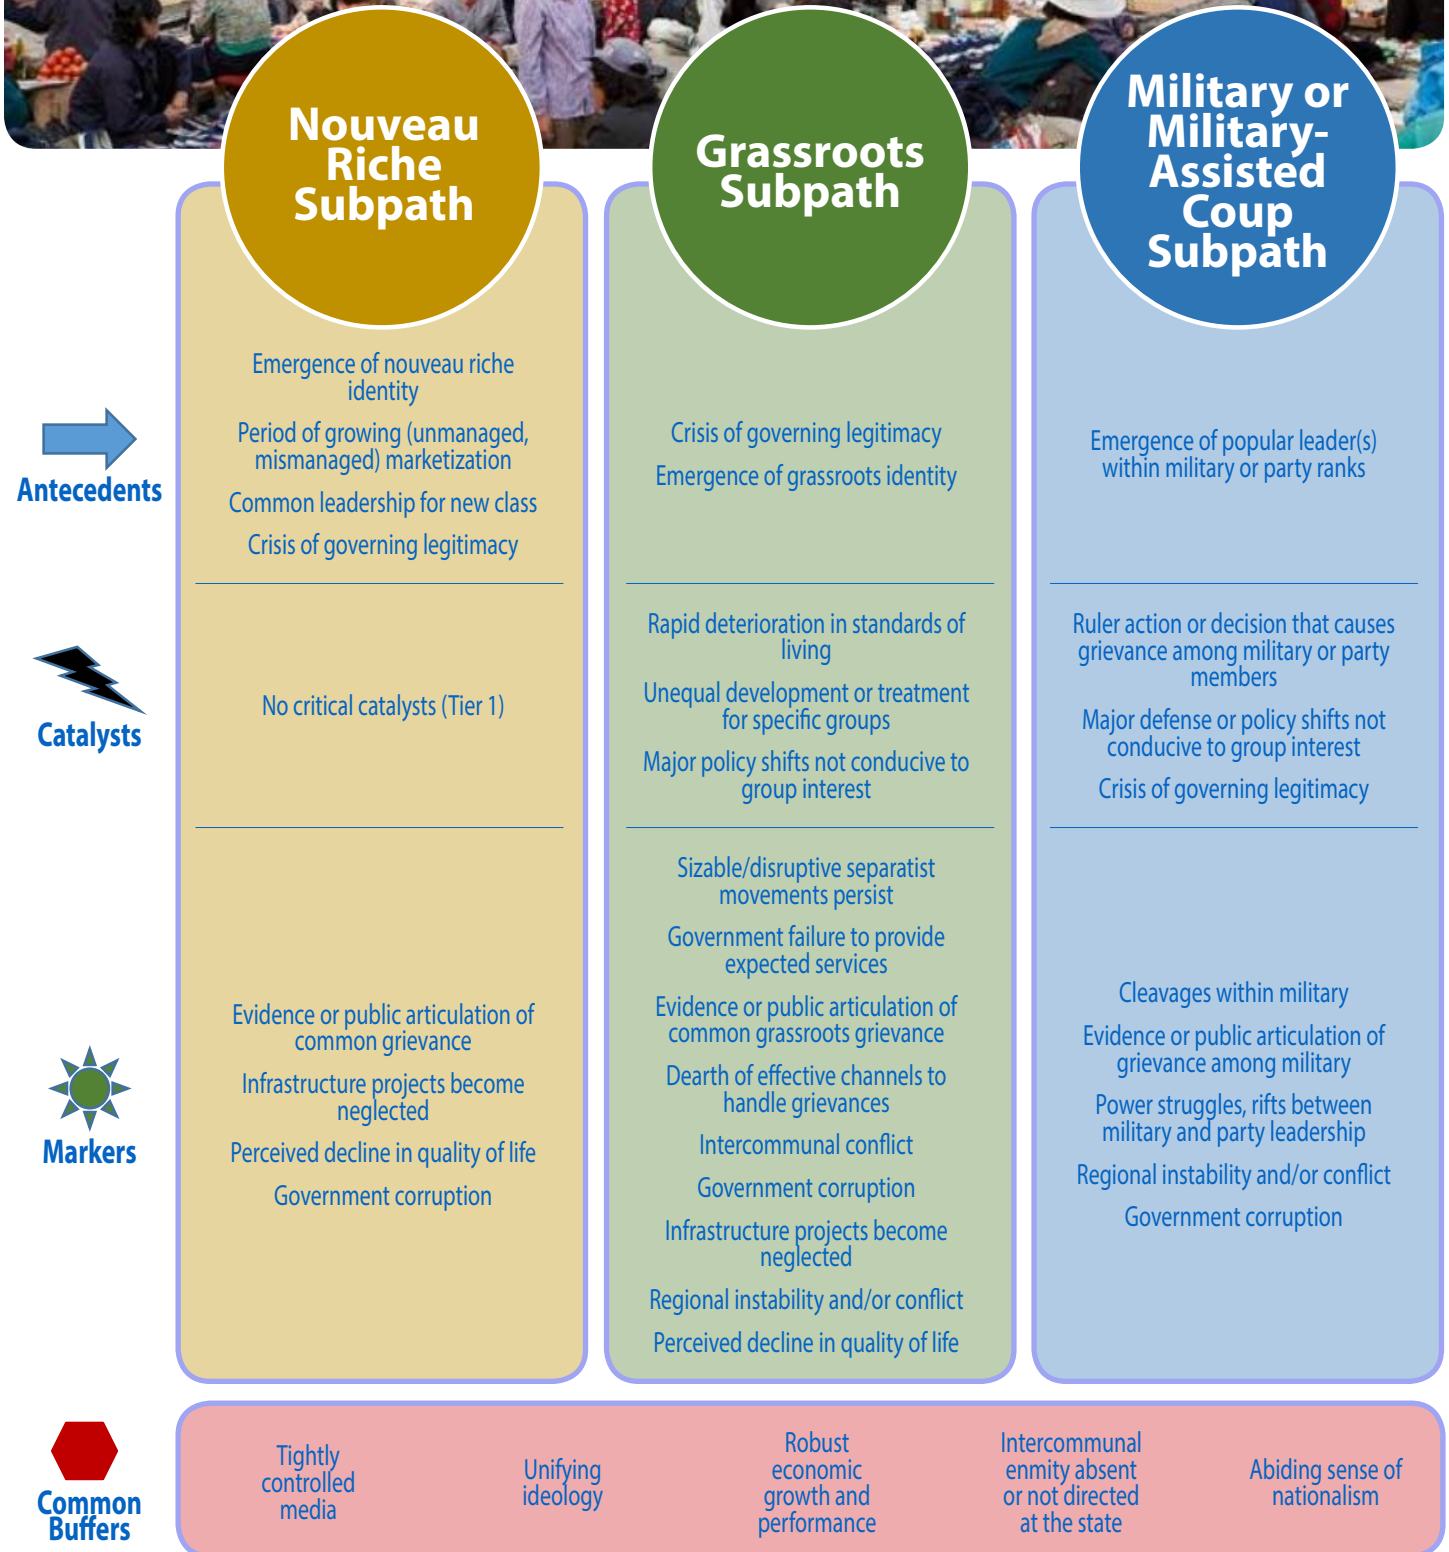 Nouveau
Riche
Subpath
Grassroots
Subpath
Military or
Military-
Assisted
Coup
Subpath
Antecedents
Emergence of nouveau riche
identity
Period of growing (unmanaged,
mismanaged) marketization
Common leadership for new class
Crisis of governing legitimacy
Crisis of governing legitimacy
Emergence of grassroots identity
Emergence of popular leader(s)
within military or party ranks
Catalysts
No critical catalysts (Tier 1)
Rapid deterioration in standards of
living
Unequal development or treatment
for specific groups
Major policy shifts not conducive to
group interest
Ruler action or decision that causes
grievance among military or party
members
Major defense or policy shifts not
conducive to group interest
Crisis of governing legitimacy
Markers
Evidence or public articulation of
common grievance
Infrastructure projects become
neglected
Perceived decline in quality of life
Government corruption
Sizable/disruptive separatist
movements persist
Government failure to provide
expected services
Evidence or public articulation of
common grassroots grievance
Dearth of effective channels to
handle grievances
Intercommunal conflict
Government corruption
Infrastructure projects become
neglected
Regional instability and/or conflict
Perceived decline in quality of life
Cleavages within military
Evidence or public articulation of
grievance among military
Power struggles, rifts between
military and party leadership
Regional instability and/or conflict
Government corruption
Common
Buffers
Tightly
controlled
media
Unifying
ideology
Robust
economic
growth and
performance
Intercommunal
enmity absent
or not directed
at the state
Abiding sense of
nationalism